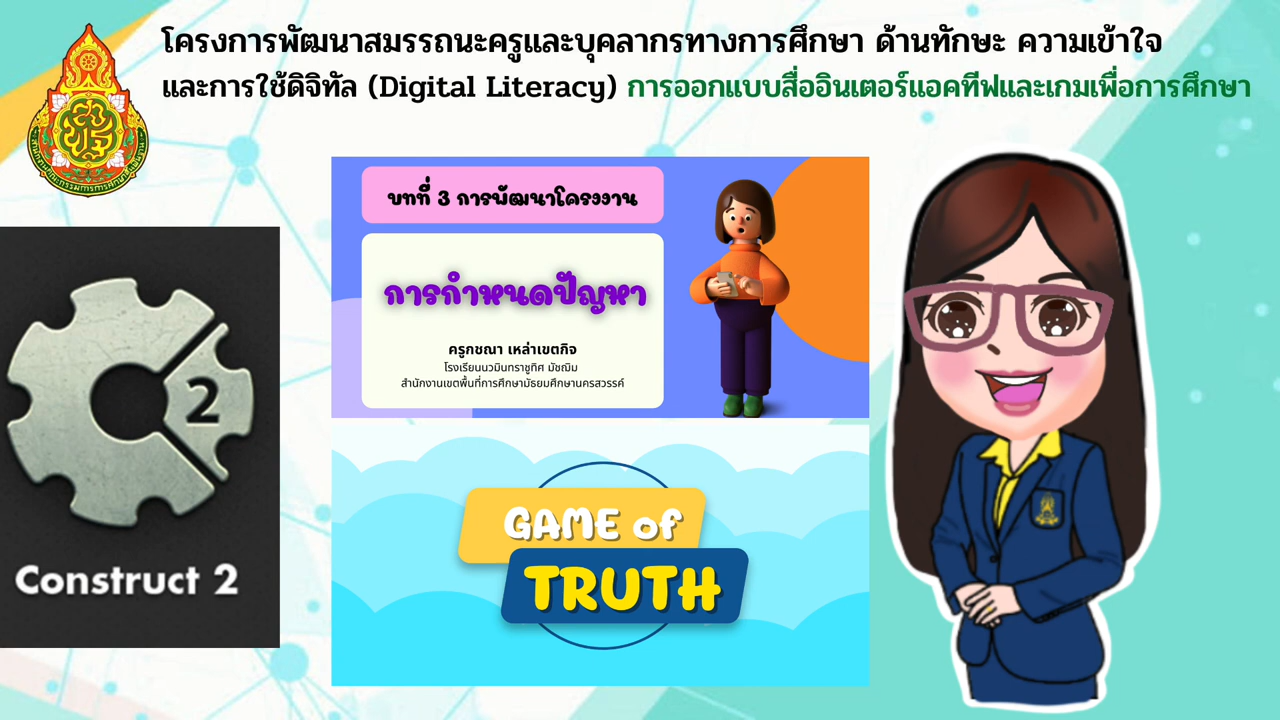 โครงการพัฒนาสมรรถนะครูและบุคลากรทางการศึกษา ด้านทักษะ ความเข้าใจ
และการใช้ดิจิทัล (Digital Literacy) การออกแบบสื่ออินเตอร์แอคทีฟและเกมเพื่อการศึกษา
บทที่ 3 การพัฒนาโครงงาน
การกำหนดปัญหา
ครูกชณา เหล่าเขตกิจ
โรงเรียนนวมินทราชูทิศ มัชฌิม
สำนักงานเขตพื้นที่การศึกษามัธยมศึกษานครสวรรค์
2
Construct 2
GAME of
TRUTH